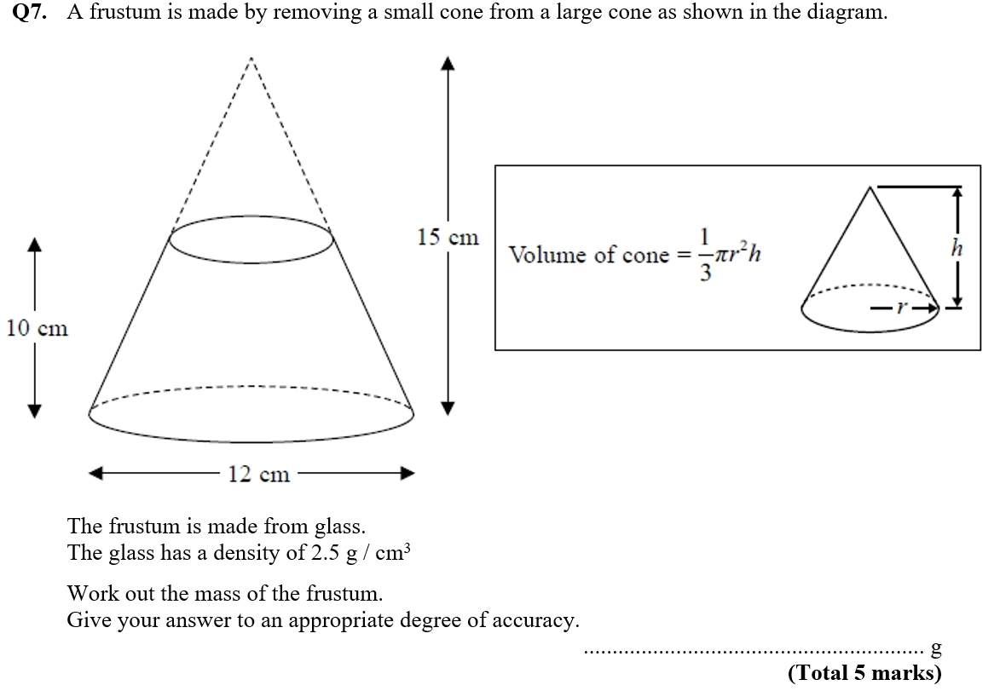 Q7. A frustum is made by removing a small cone from a large cone as shown in the diagram.
15 cm
Volume of cone = 1/3 πr²h
h
r
10 cm
12 cm
The frustum is made from glass.
The glass has a density of 2.5 g / cm³
Work out the mass of the frustum.
Give your answer to an appropriate degree of accuracy.
.............................................................. g
(Total 5 marks)